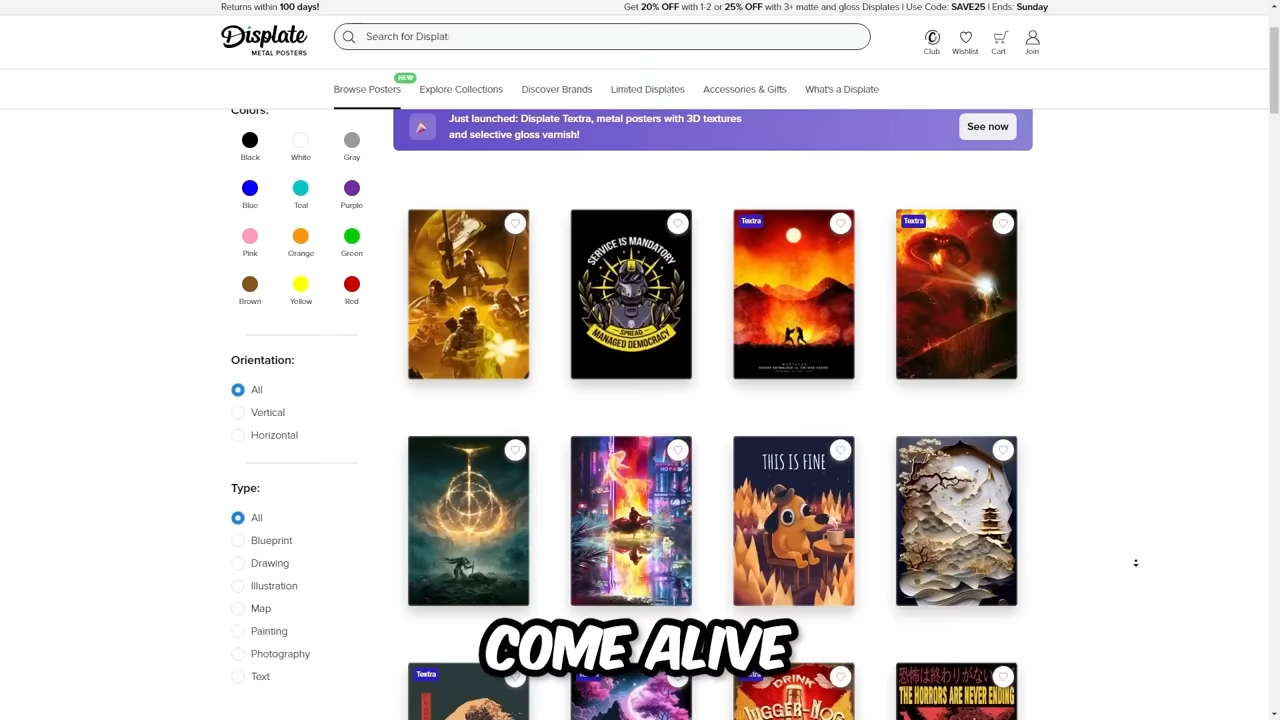 Returns within 100 days!
Get 20% OFF with 1-2 or 25% OFF with 3+ matte and gloss Displates | Use Code: SAVE25 | Ends: Sunday
Displate
METAL POSTERS
Search for Displat
Club
Wishlist
Cart
Join
NEW
Browse Posters
Explore Collections
Discover Brands
Limited Displates
Accessories & Gifts
What's a Displate
Colors:
Black
White
Gray
Blue
Teal
Purple
Pink
Orange
Green
Brown
Yellow
Red
Orientation:
All
Vertical
Horizontal
Type:
All
Blueprint
Drawing
Illustration
Map
Painting
Photography
Text
Just launched: Displate Textra, metal posters with 3D textures
and selective gloss varnish!
See now
SERVICE IS MANDATORY
SPREAD
MANAGED DEMOCRACY
Textra
Textra
THIS IS FINE
COME ALIVE
Textra
DRINK
JUGGER-NOG
恐怖は終わりがない
THE HORRORS ARE NEVER ENDING